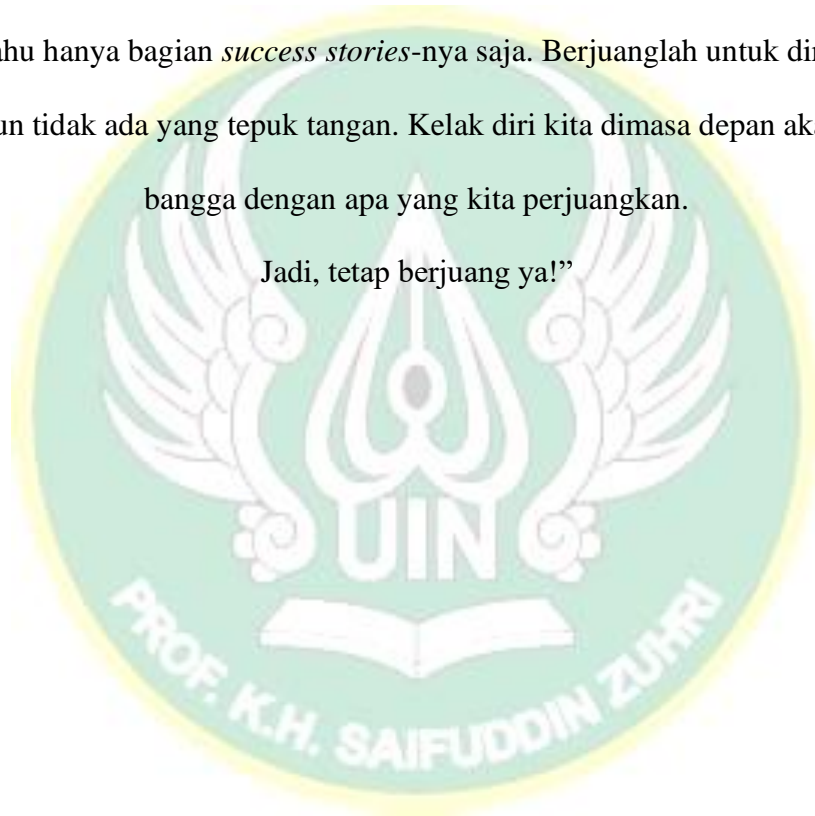 hanya bagian success stories-nya saja. Berjuanglah untuk
tidak ada yang tepuk tangan. Kelak diri kita dimasa depan
bangga dengan apa yang kita perjuangkan.
Jadi, tetap berjuang ya!”
UIN
PROF. K.H. SAIFUDDIN ZUHRI